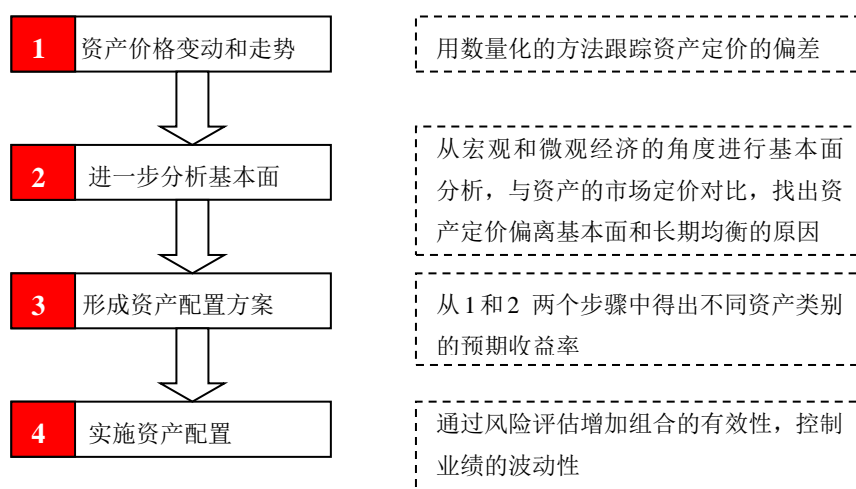 1 资产价格变动和走势
用数量化的方法跟踪资产定价的偏差
2 进一步分析基本面
从宏观和微观经济的角度进行基本面
分析，与资产的市场定价对比，找出资
产定价偏离基本面和长期均衡的原因
3 形成资产配置方案
从1和2 两个步骤中得出不同资产类别
的预期收益率
4 实施资产配置
通过风险评估增加组合的有效性，控制
业绩的波动性